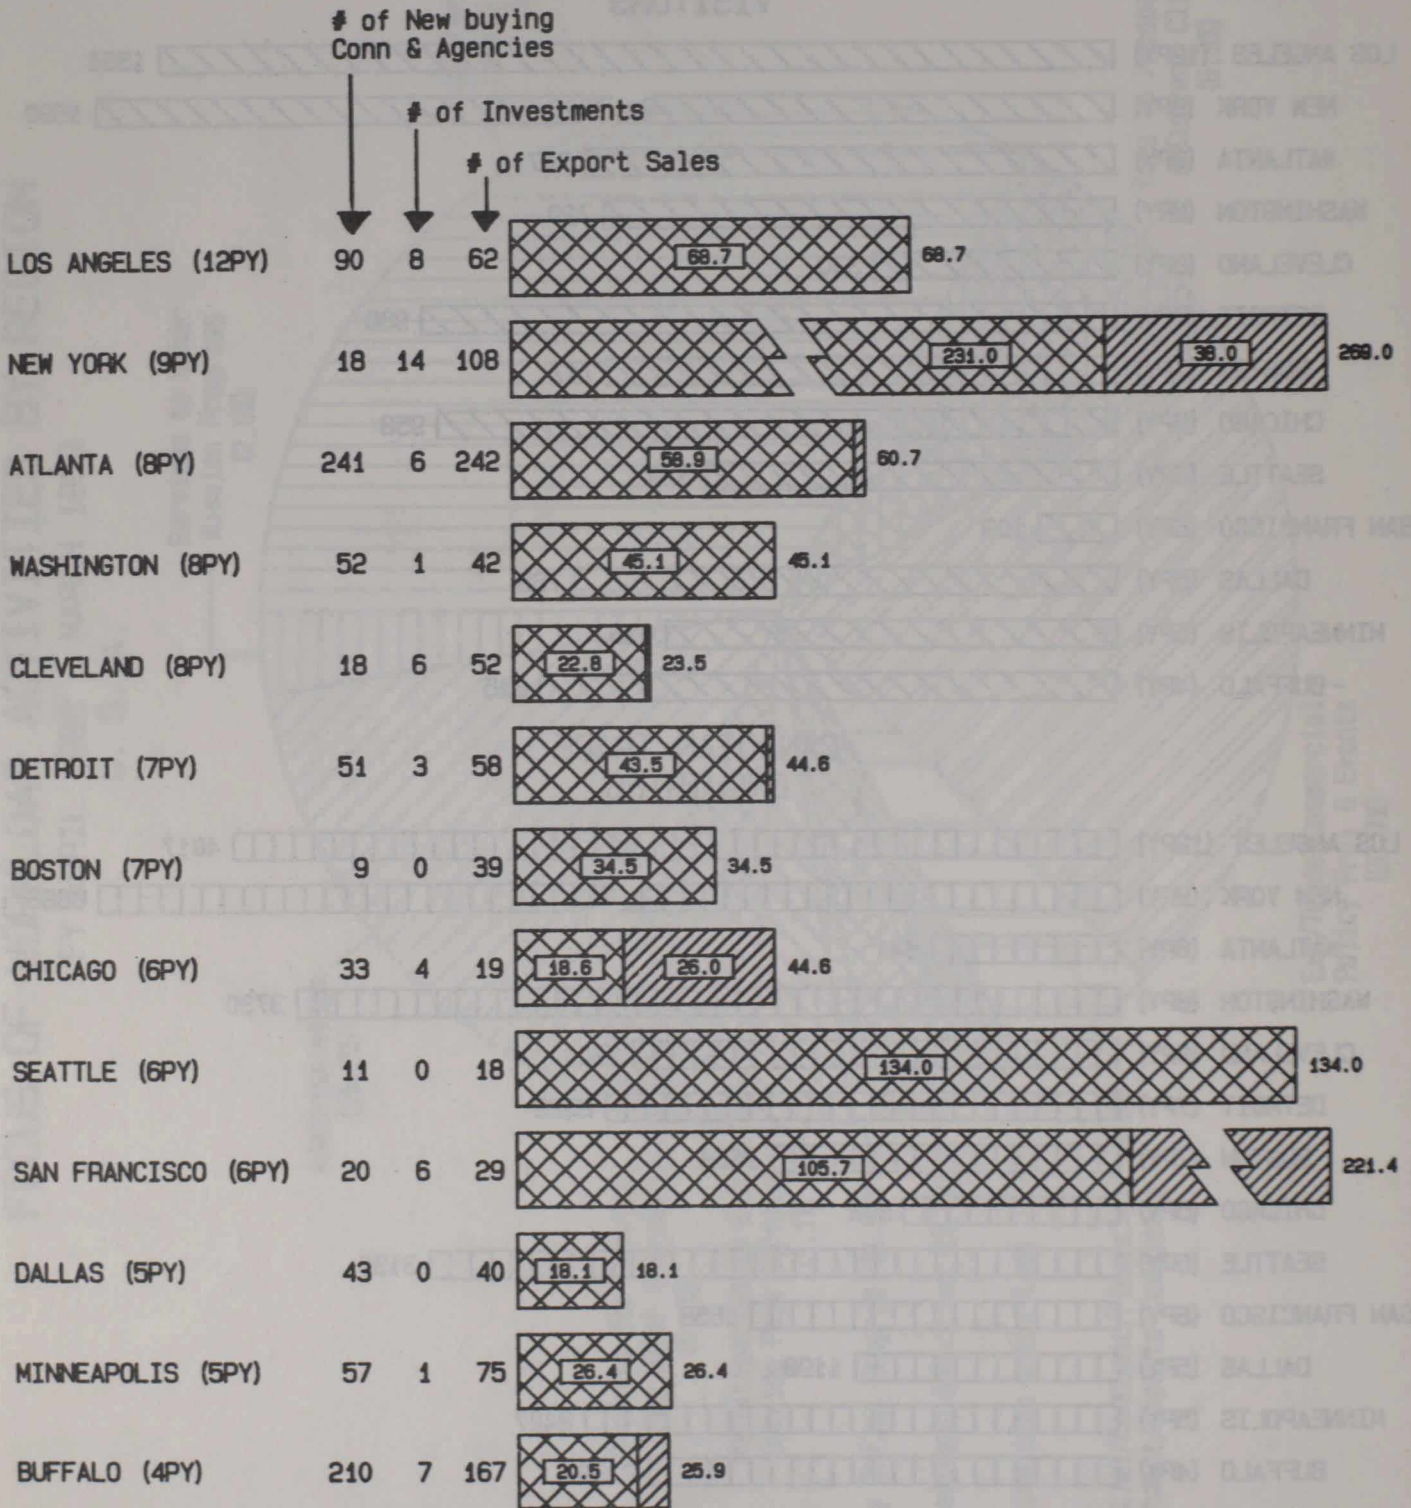 # of New buying
Conn & Agencies
# of Investments
# of Export Sales
LOS ANGELES (12PY) 90 8 62 68.7 68.7
NEW YORK (9PY) 18 14 108 231.0 38.0 269.0
ATLANTA (8PY) 241 6 242 58.9 60.7
WASHINGTON (8PY) 52 1 42 45.1 45.1
CLEVELAND (8PY) 18 6 52 22.8 23.5
DETROIT (7PY) 51 3 58 43.5 44.6
BOSTON (7PY) 9 0 39 34.5 34.5
CHICAGO (6PY) 33 4 19 18.6 26.0 44.6
SEATTLE (6PY) 11 0 18 134.0 134.0
SAN FRANCISCO (6PY) 20 6 29 105.7 221.4
DALLAS (5PY) 43 0 40 18.1 18.1
MINNEAPOLIS (5PY) 57 1 75 26.4 26.4
BUFFALO (4PY) 210 7 167 20.5 25.9